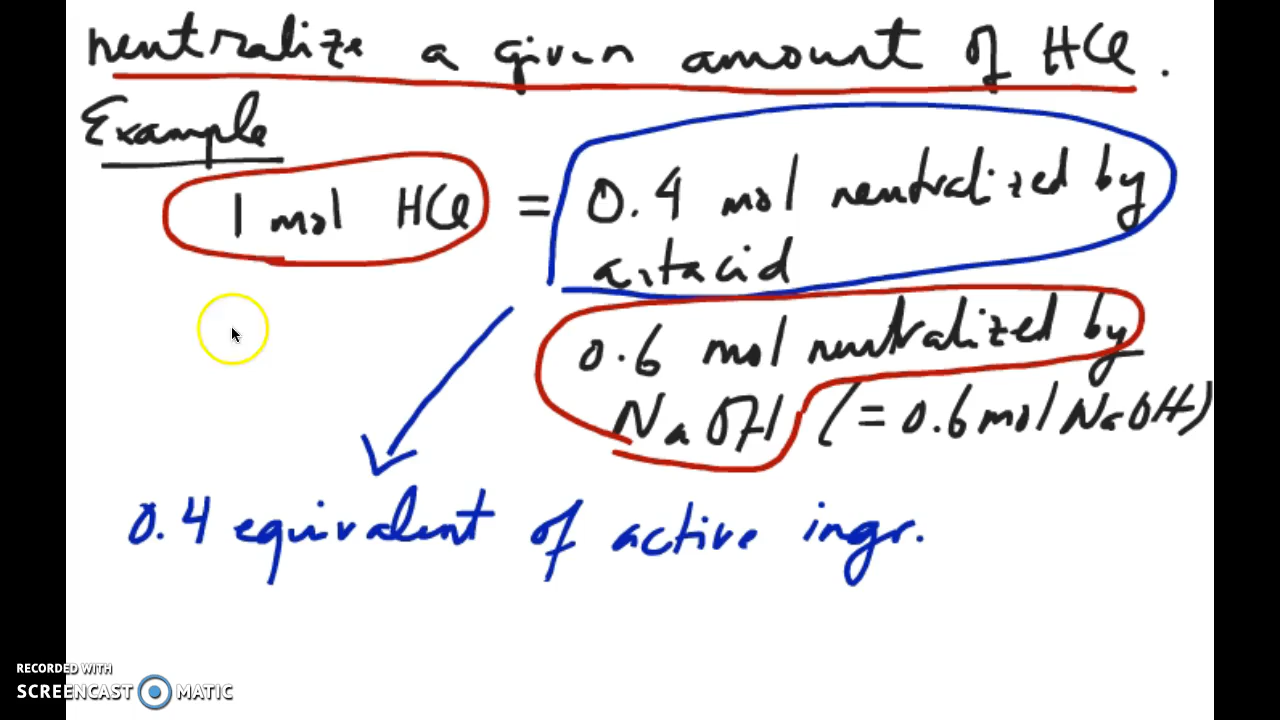 neutralize a given amount of HCl.
Example
1 mol HCl = 0.4 mol neutralized by
antacid
0.6 mol neutralized by
NaOH (= 0.6 mol NaOH)
0.4 equivalent of active ingr.
RECORDED WITH
SCREENCAST MATIC